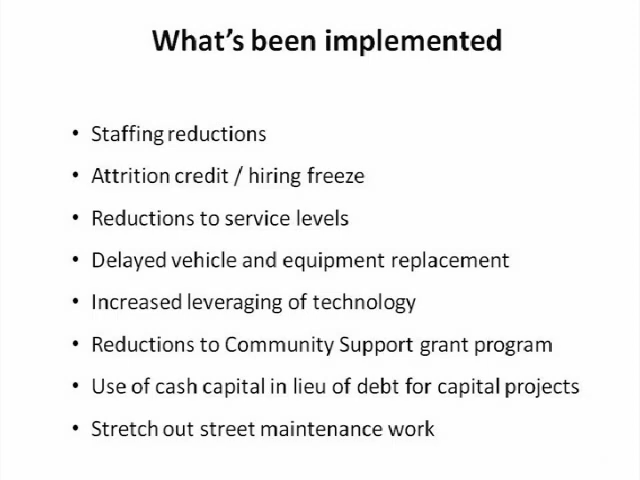 What's been implemented
• Staffing reductions
• Attrition credit / hiring freeze
• Reductions to service levels
• Delayed vehicle and equipment replacement
• Increased leveraging of technology
• Reductions to Community Support grant program
• Use of cash capital in lieu of debt for capital projects
• Stretch out street maintenance work